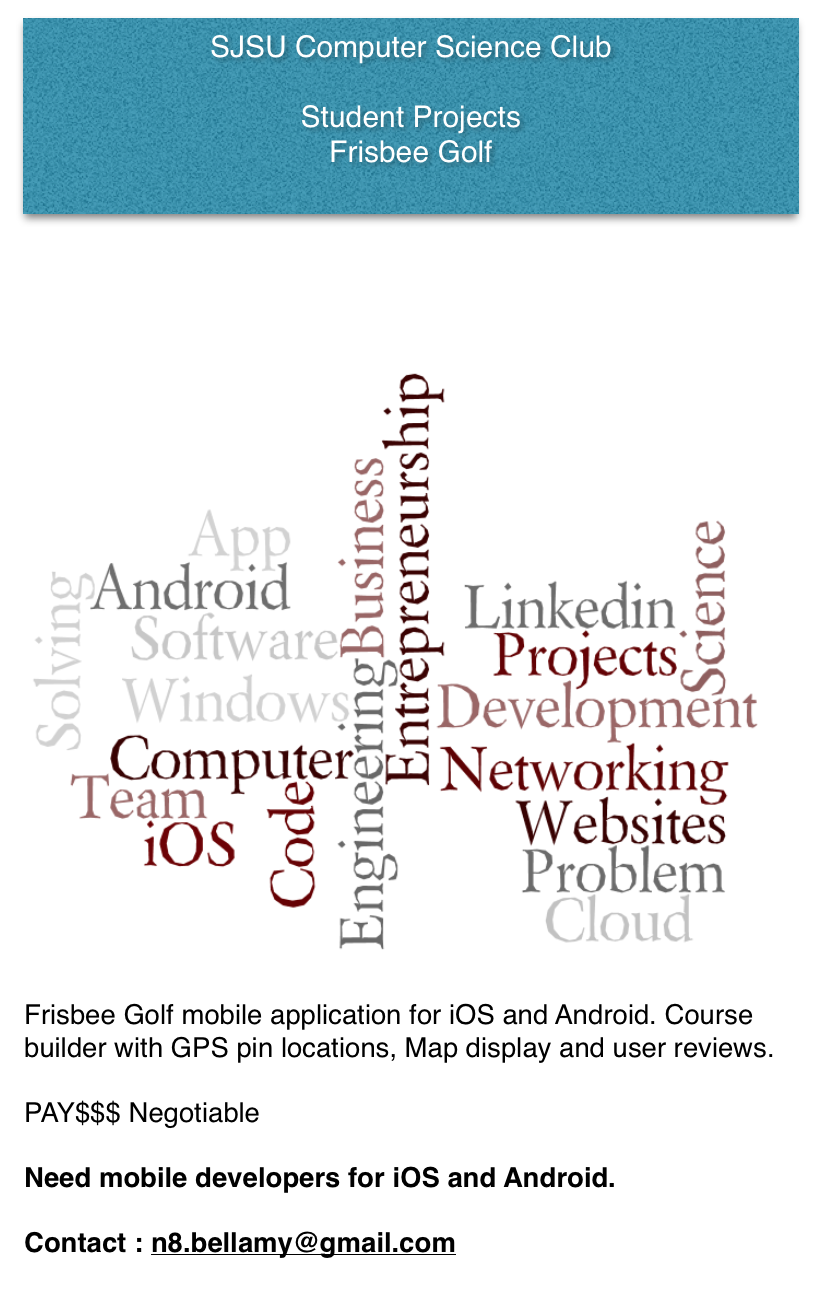 SJSU Computer Science Club
Student Projects
Frisbee Golf
Entrepreneurship
Business
App
Android
Solving
Software
Windows
Linkedin
Science
Projects
Development
Computer
Engineering
Networking
Team
iOS
Code
Websites
Problem
Cloud
Frisbee Golf mobile application for iOS and Android. Course
builder with GPS pin locations, Map display and user reviews.
PAY$$$ Negotiable
Need mobile developers for iOS and Android.
Contact : n8.bellamy@gmail.com